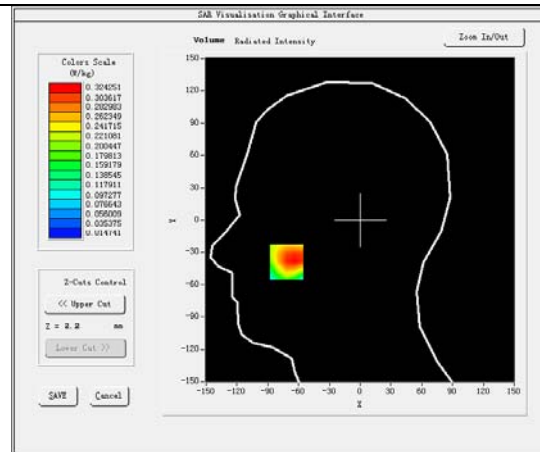 SAR Visualisation Graphical Interface
Volume Radiated Intensity
Zoom In/Out
Colors Scale
(W/kg)
0.324251
0.303617
0.282983
0.262349
0.241715
0.221081
0.200447
0.179813
0.159179
0.138545
0.117911
0.097277
0.076643
0.056009
0.035375
0.014741
150
120
90
60
30
0
-30
-60
-90
-120
-150
Y
-150 -120 -90 -60 -30 0 30 60 90 120 150
X
Z-Cuts Control
<< Upper Cut
Z = 2.2 mm
Lower Cut >>
SAVE Cancel